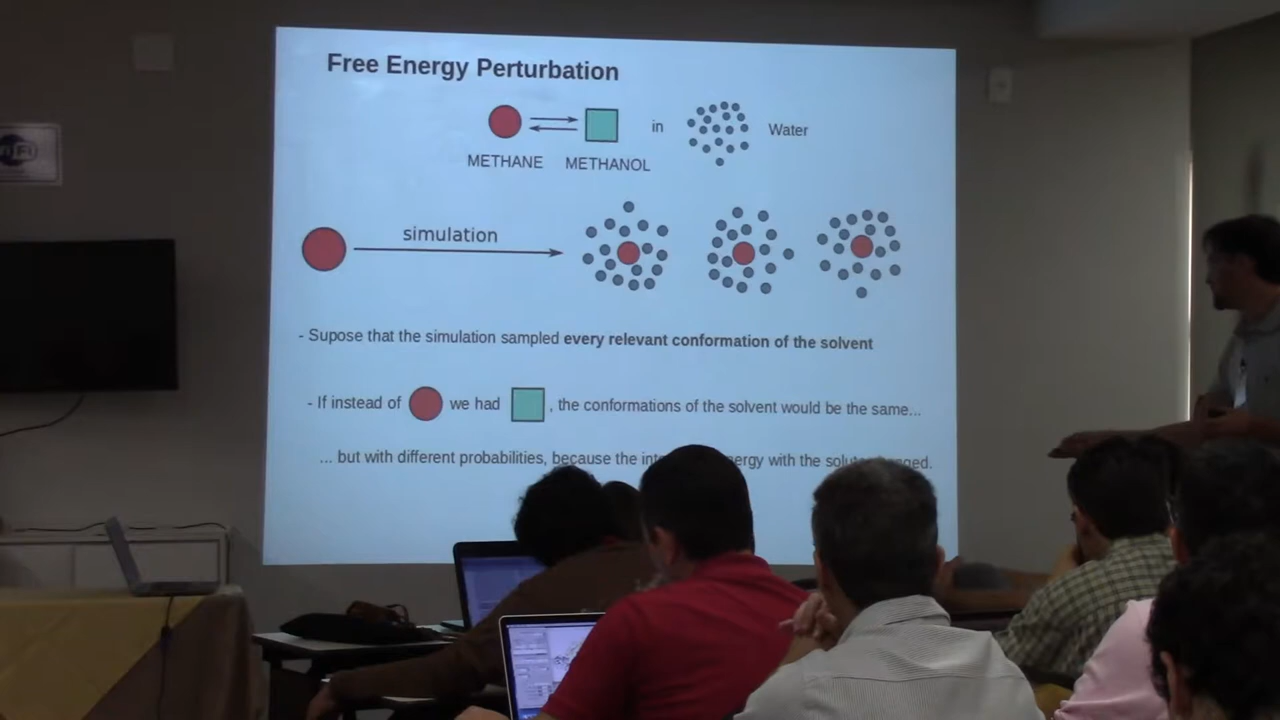 Free Energy Perturbation
in
Water
METHANE METHANOL
simulation
- Supose that the simulation sampled every relevant conformation of the solvent
- If instead of we had , the conformations of the solvent would be the same...
... but with different probabilities, because the with the